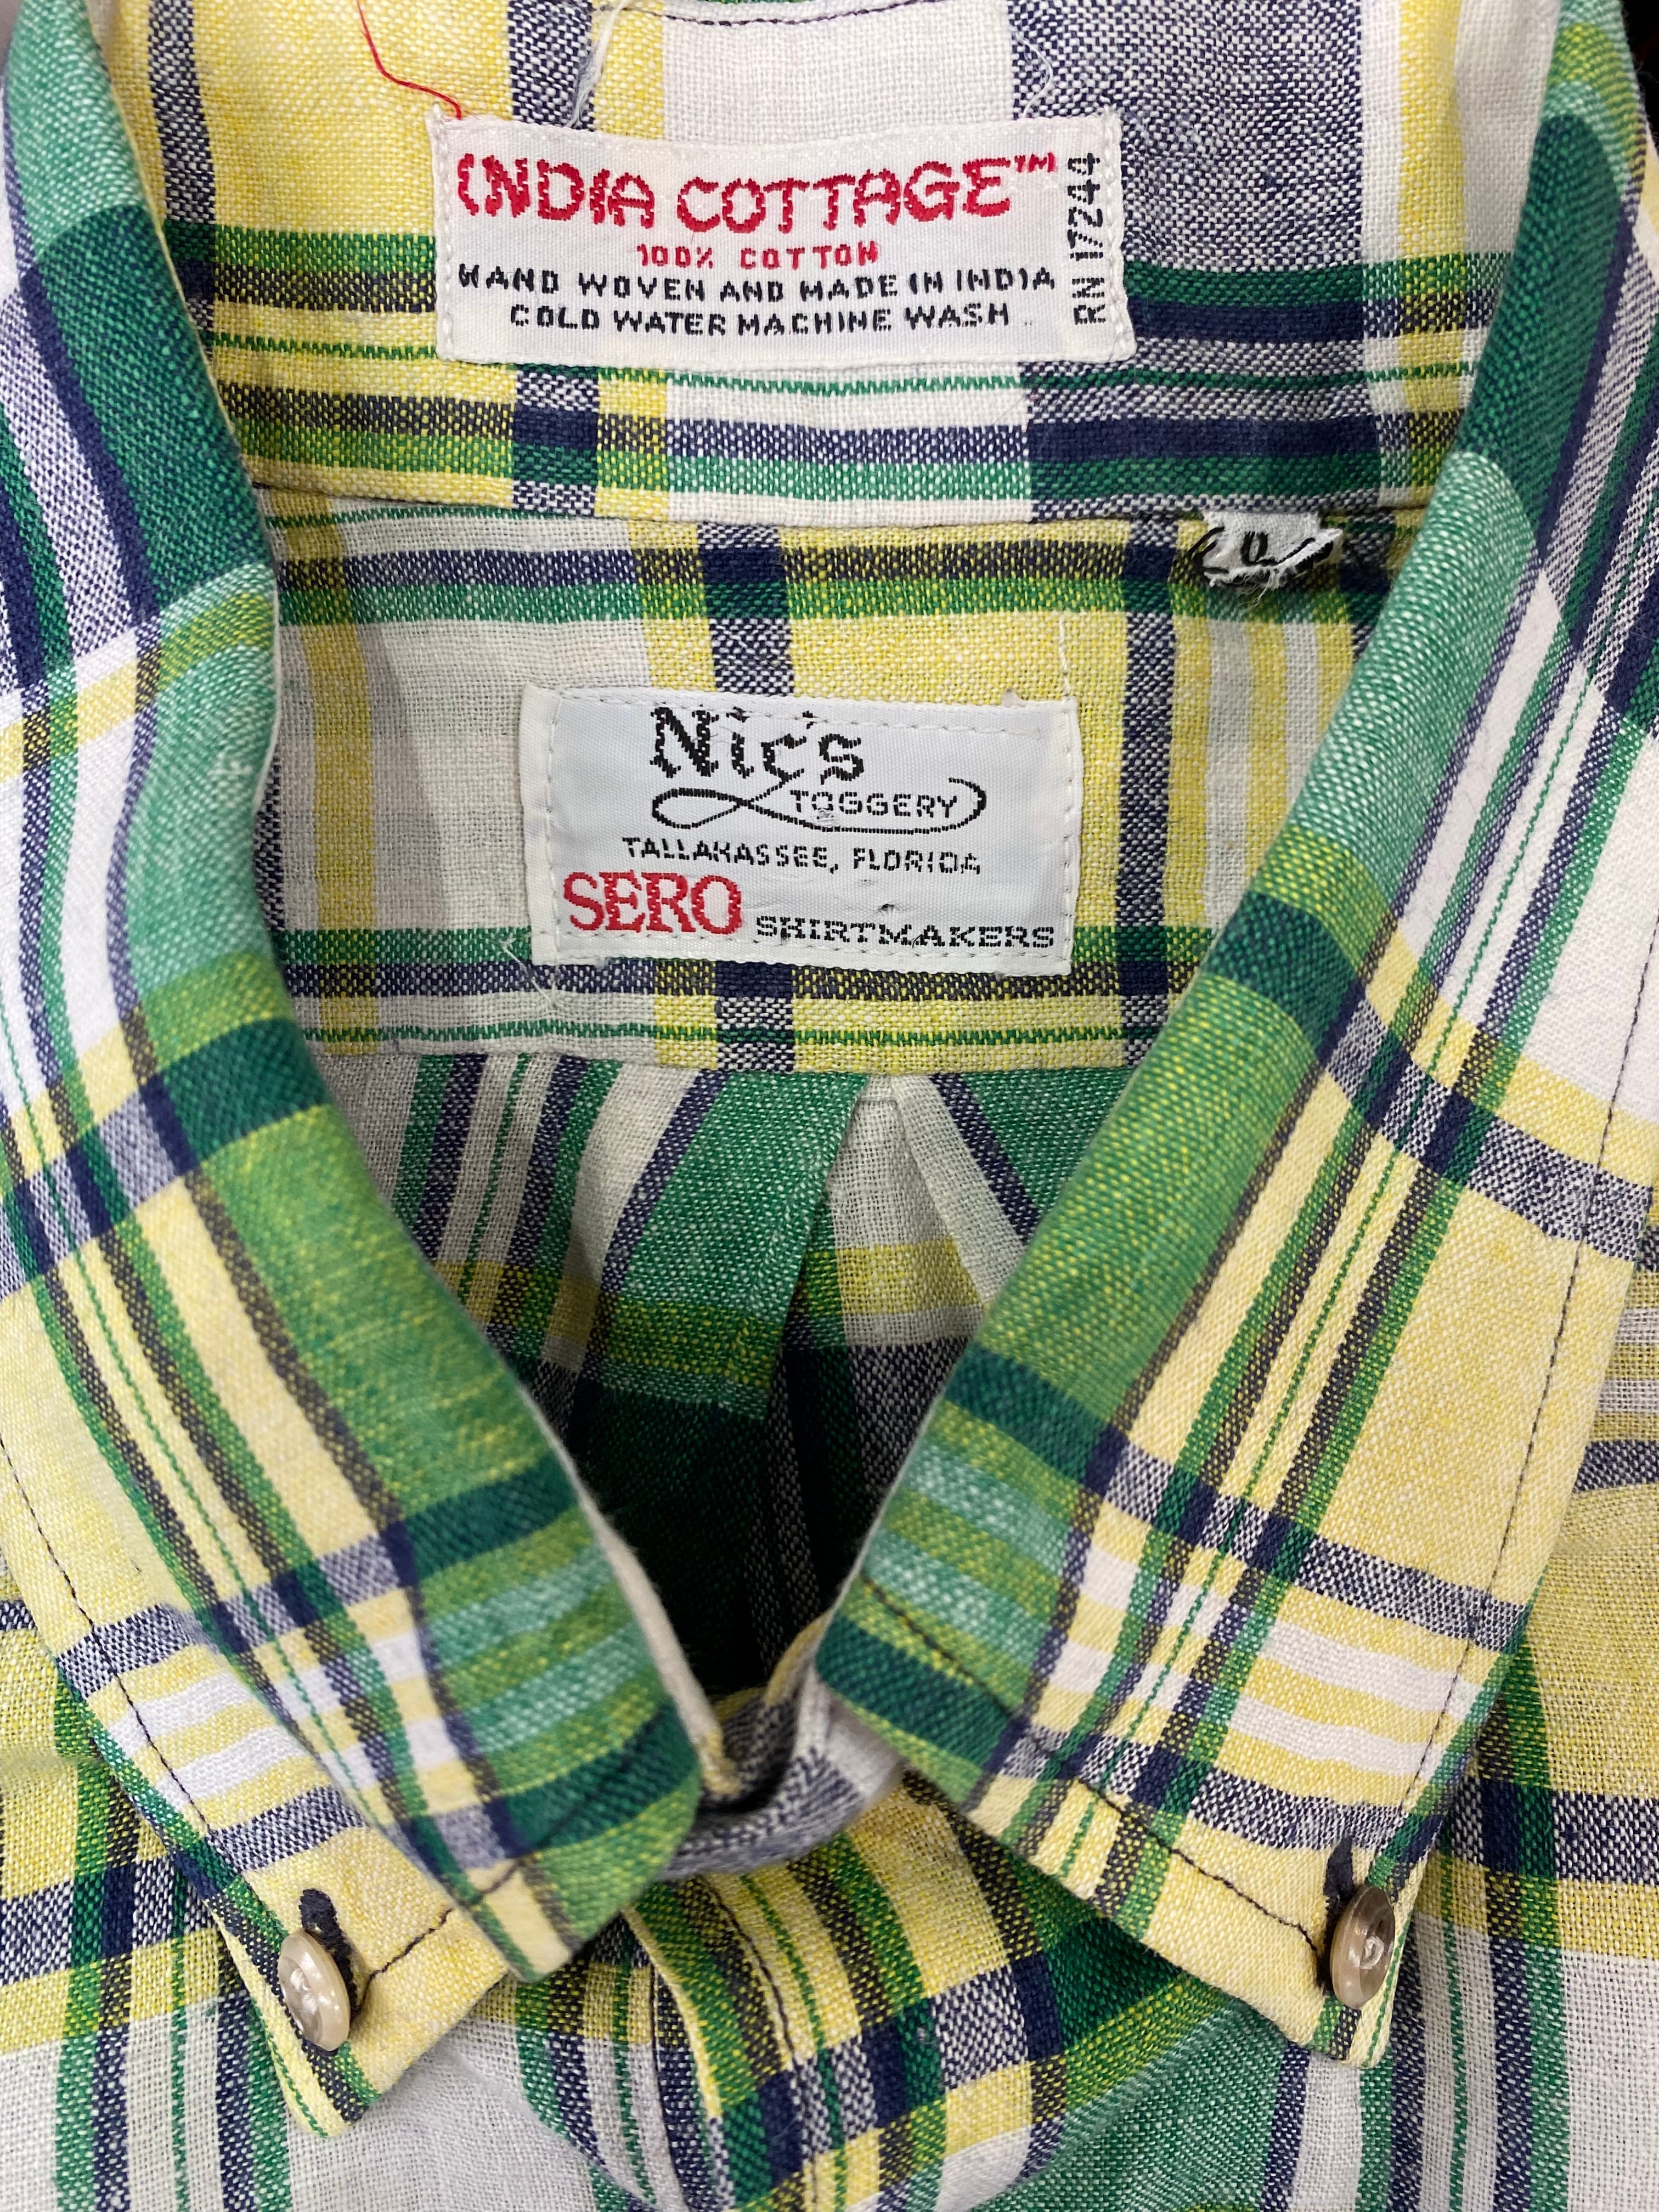 INDIA COTTAGE™
100% COTTON
HAND WOVEN AND MADE IN INDIA
COLD WATER MACHINE WASH
RN 17244
Nic's
TOGGERY
TALLAHASSEE, FLORIDA
SERO SHIRTMAKERS